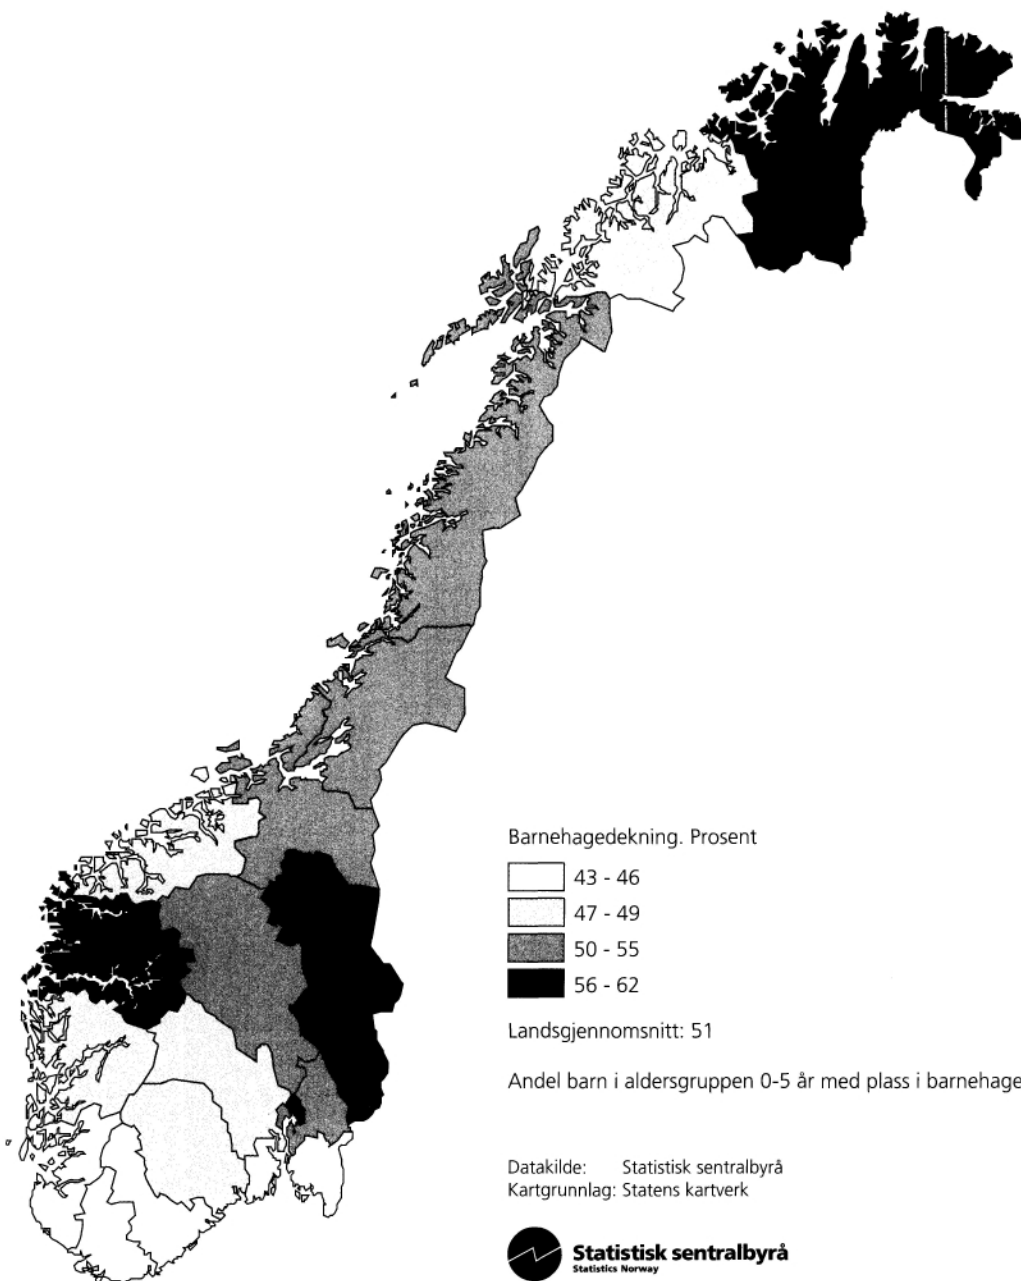 Barnehagedekning. Prosent
43 - 46
47 - 49
50 - 55
56 - 62
Landsgjennomsnitt: 51
Andel barn i aldersgruppen 0-5 år med plass i barnehage
Datakilde: Statistisk sentralbyrå
Kartgrunnlag: Statens kartverk
Statistisk sentralbyrå
Statistics Norway